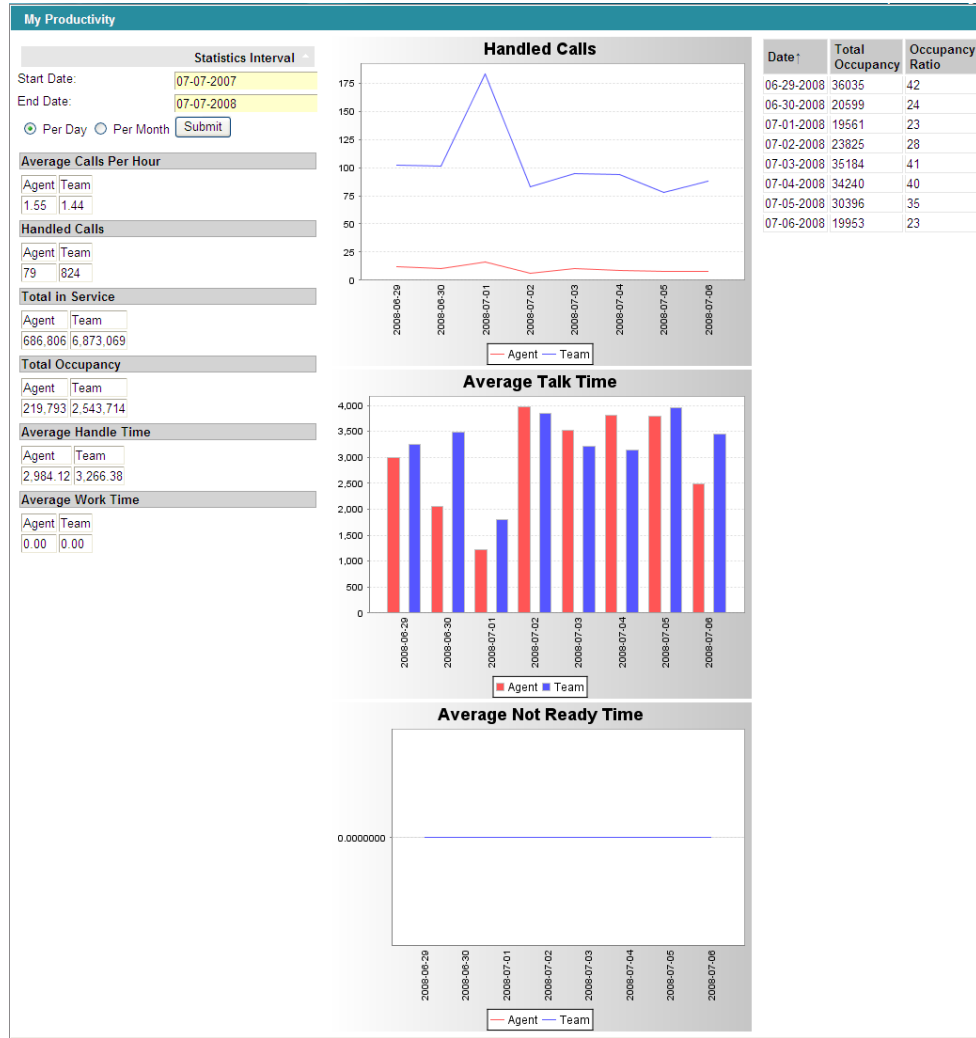 My Productivity
Statistics Interval
Start Date: 07-07-2007
End Date: 07-07-2008
Per Day Per Month Submit
Average Calls Per Hour
Agent Team
1.55 1.44
Handled Calls
Agent Team
79 824
Total in Service
Agent Team
686,806 6,873,069
Total Occupancy
Agent Team
219,793 2,543,714
Average Handle Time
Agent Team
2,984.12 3,266.38
Average Work Time
Agent Team
0.00 0.00
Handled Calls
175
150
125
100
75
50
25
0
2008-06-29 2008-06-30 2008-07-01 2008-07-02 2008-07-03 2008-07-04 2008-07-05 2008-07-06
Agent Team
Average Talk Time
4,000
3,500
3,000
2,500
2,000
1,500
1,000
500
0
2008-06-29 2008-06-30 2008-07-01 2008-07-02 2008-07-03 2008-07-04 2008-07-05 2008-07-06
Agent Team
Average Not Ready Time
0.0000000
2008-06-29 2008-06-30 2008-07-01 2008-07-02 2008-07-03 2008-07-04 2008-07-05 2008-07-06
Agent Team
Date↑ Total Occupancy Occupancy Ratio
06-29-2008 36035 42
06-30-2008 20599 24
07-01-2008 19561 23
07-02-2008 23825 28
07-03-2008 35184 41
07-04-2008 34240 40
07-05-2008 30396 35
07-06-2008 19953 23